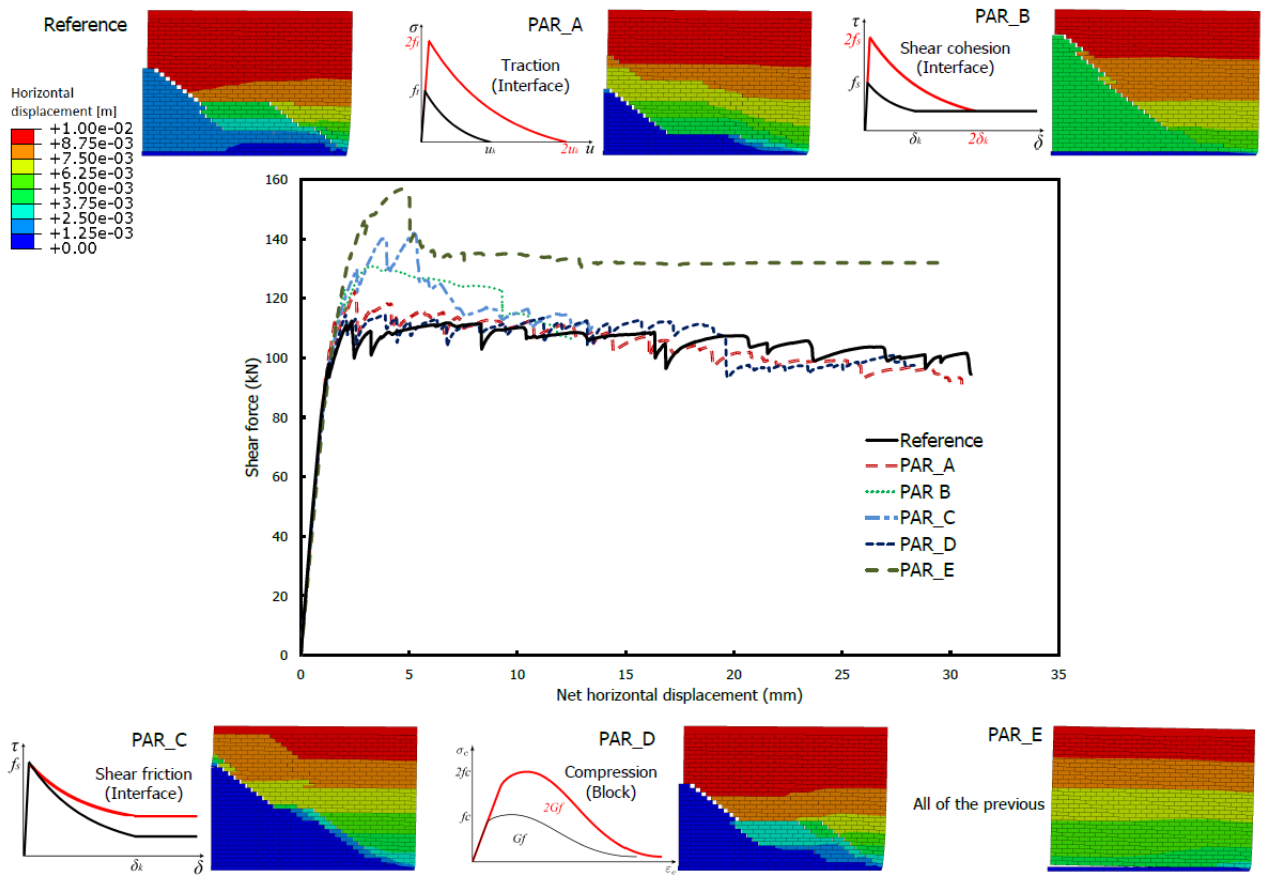 Reference
Horizontal
displacement [m]
+1.00e-02
+8.75e-03
+7.50e-03
+6.25e-03
+5.00e-03
+3.75e-03
+2.50e-03
+1.25e-03
+0.00
PAR_A
σ
2ft
ft
Traction
(Interface)
uk
2uk
u
PAR_B
τ
2fs
fs
Shear cohesion
(Interface)
δk
2δk
δ
160
140
120
100
80
60
40
20
0
Shear force (kN)
0 5 10 15 20 25 30 35
Net horizontal displacement (mm)
Reference
PAR_A
PAR B
PAR_C
PAR_D
PAR_E
PAR_C
τ
fs
Shear friction
(Interface)
δk
δ
PAR_D
σc
2fc
fc
Compression
(Block)
2Gf
Gf
εc
PAR_E
All of the previous